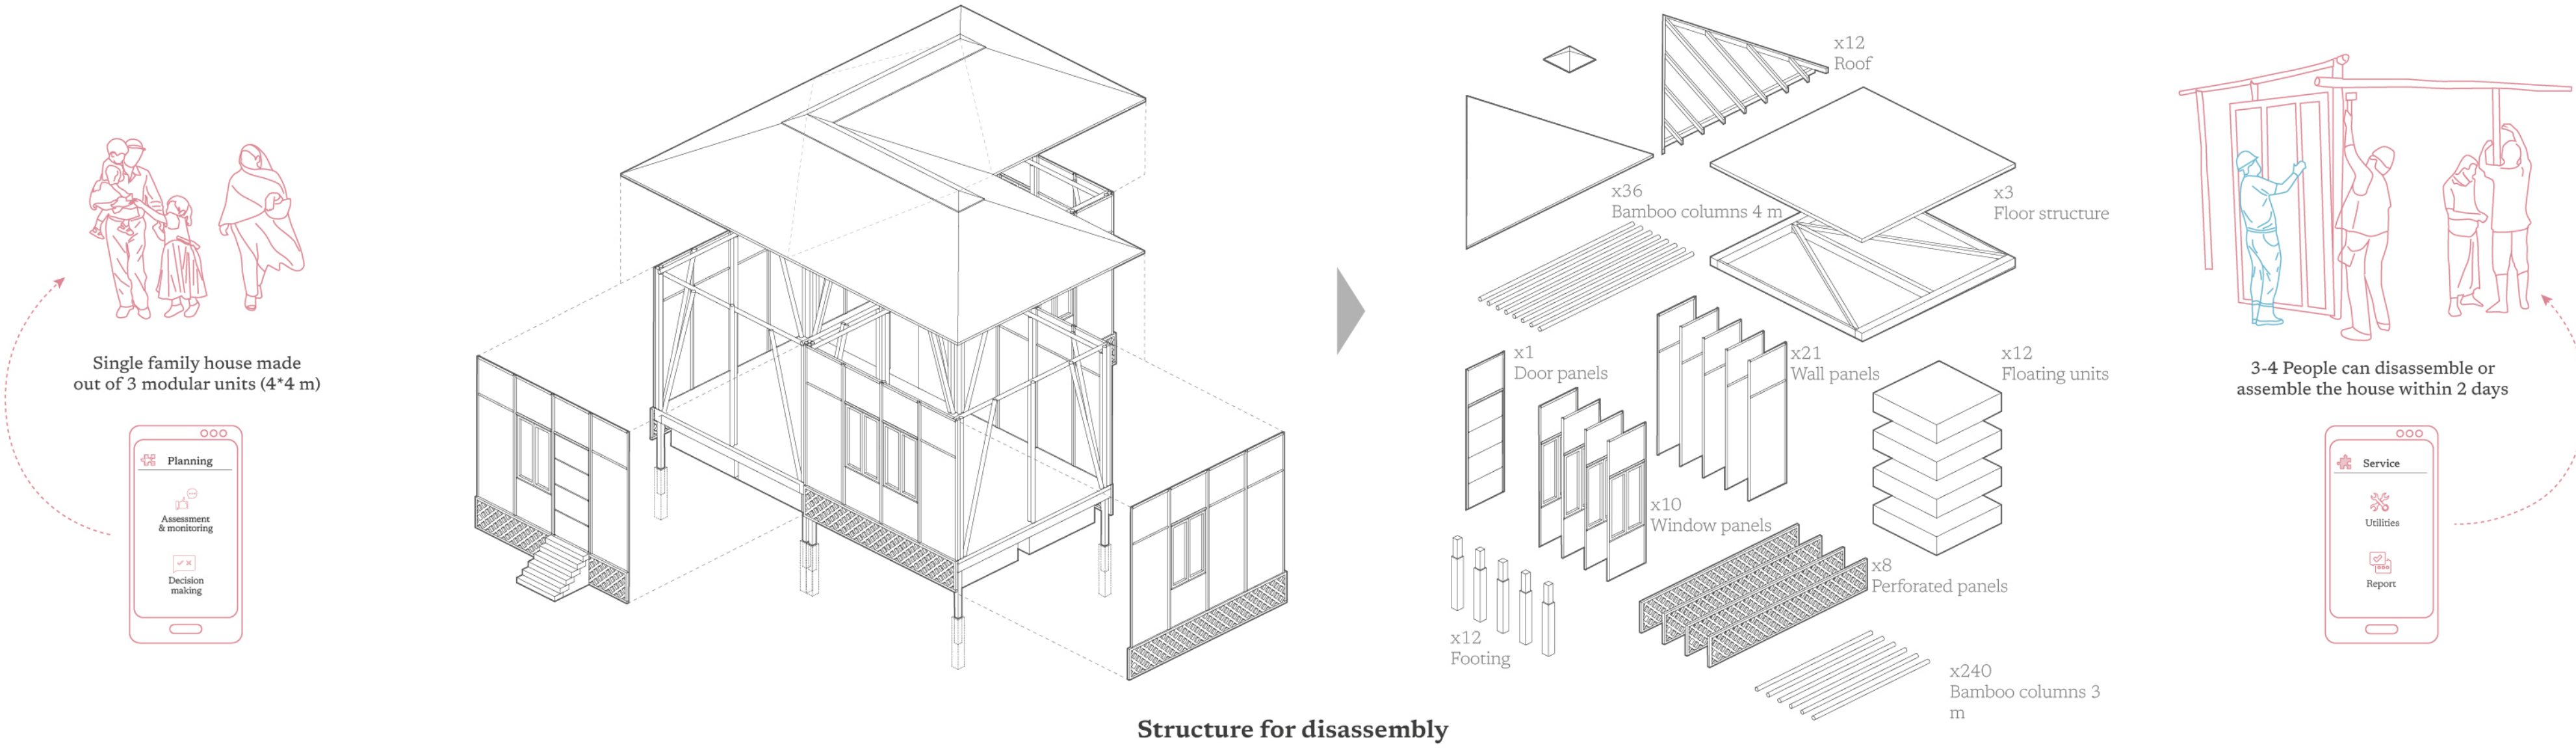 Single family house made
out of 3 modular units (4*4 m)
Planning
Assessment
& monitoring
Decision
making
x12
Roof
x36
Bamboo columns 4 m
x3
Floor structure
x1
Door panels
x21
Wall panels
x12
Floating units
x10
Window panels
x8
Perforated panels
x12
Footing
x240
Bamboo columns 3
m
3-4 People can disassemble or
assemble the house within 2 days
Service
Utilities
Report
Structure for disassembly